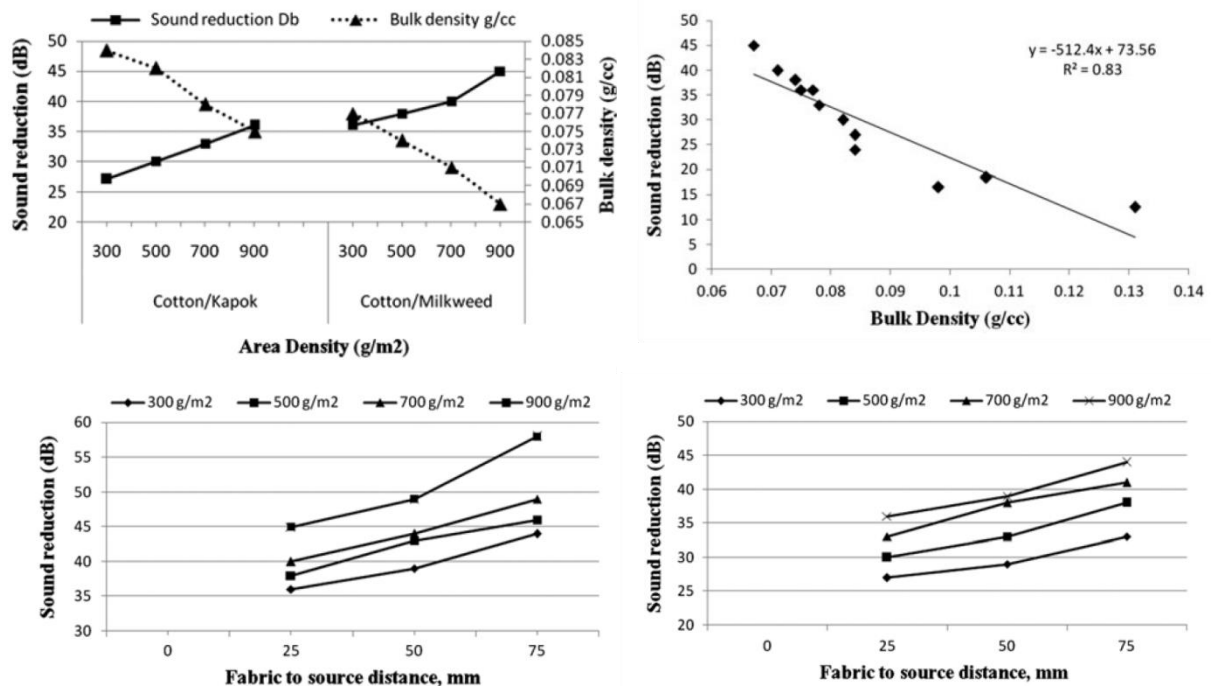 Sound reduction Db Bulk density g/cc
Sound reduction (dB)
50
45
40
35
30
25
20
0.085
0.083
0.081
0.079
0.077
0.075
0.073
0.071
0.069
0.067
0.065
Bulk density (g/cc)
300 500 700 900 300 500 700 900
Cotton/Kapok Cotton/Milkweed
Area Density (g/m2)
Sound reduction (dB)
50
45
40
35
30
25
20
15
10
5
0
y = -512.4x + 73.56
R² = 0.83
0.06 0.07 0.08 0.09 0.1 0.11 0.12 0.13 0.14
Bulk Density (g/cc)
300 g/m2 500 g/m2 700 g/m2 900 g/m2
Sound reduction (dB)
60
55
50
45
40
35
30
0 25 50 75
Fabric to source distance, mm
300 g/m2 500 g/m2 700 g/m2 900 g/m2
Sound reduction (dB)
50
45
40
35
30
25
20
0 25 50 75
Fabric to source distance, mm